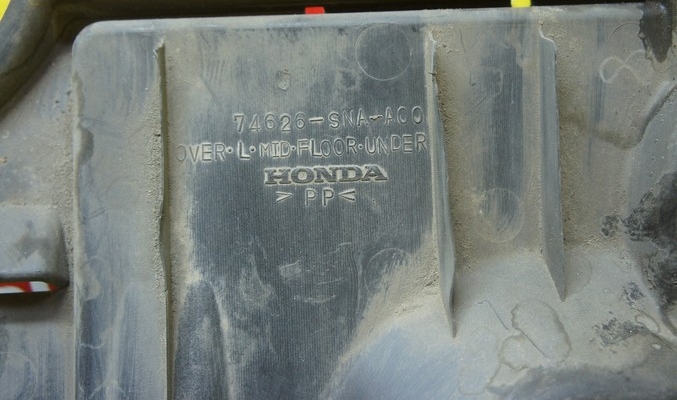 74626-SNA-A00
OVER·L·MID·FLOOR·UNDER
HONDA
>PP<